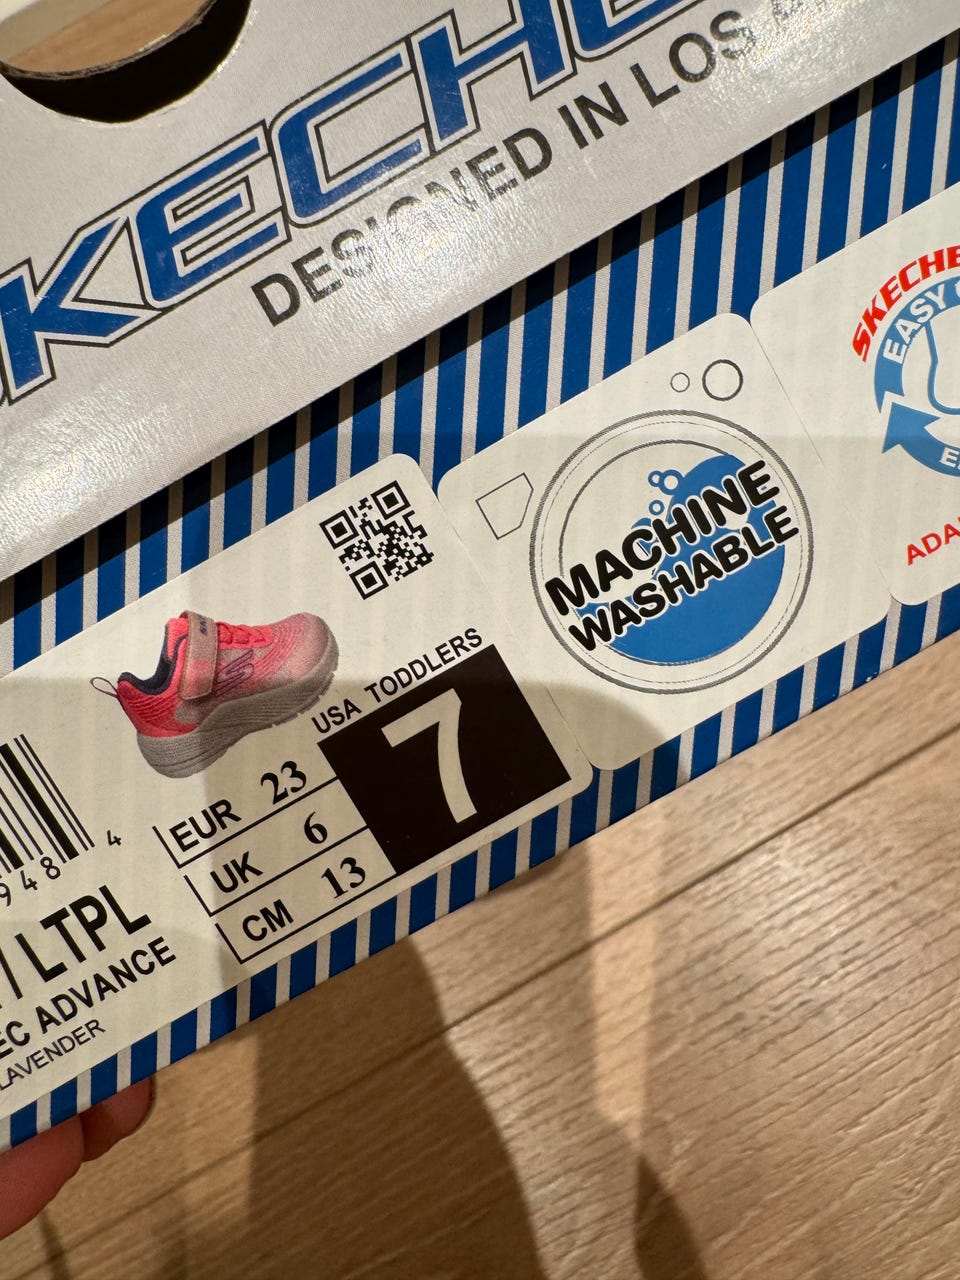 SKECHE
DESIGNED IN LOS
SKECHE
EASY
ADA
MACHINE
WASHABLE
USA TODDLERS
7
EUR 23
UK 6
CM 13
948 4
/LTPL
EC ADVANCE
LAVENDER